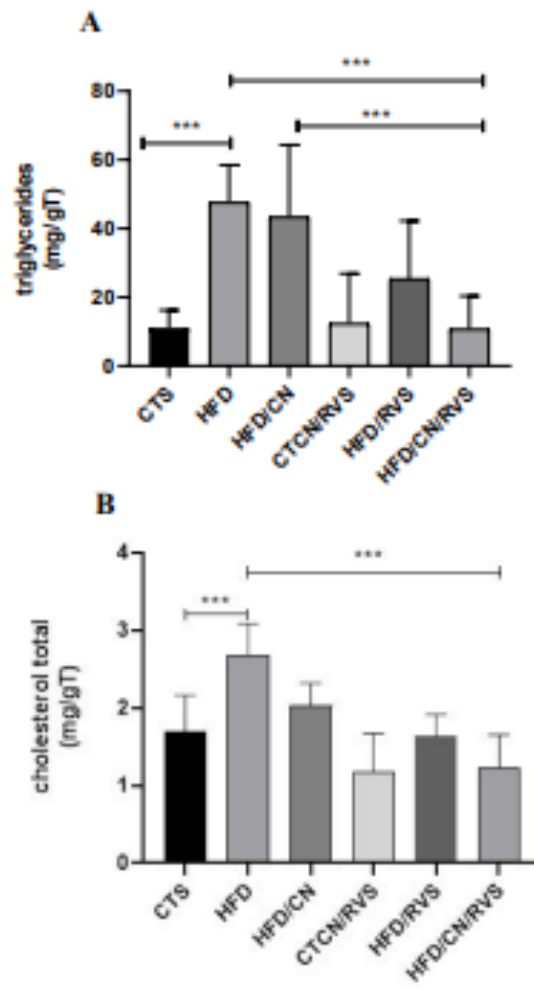 A
***
***
***
80
60
40
20
0
triglycerides
(mg/gT)
CTS
HFD
HFD/CN
CTCN/RVS
HFD/RVS
HFD/CN/RVS
B
***
***
4
3
2
1
0
cholesterol total
(mg/gT)
CTS
HFD
HFD/CN
CTCN/RVS
HFD/RVS
HFD/CN/RVS